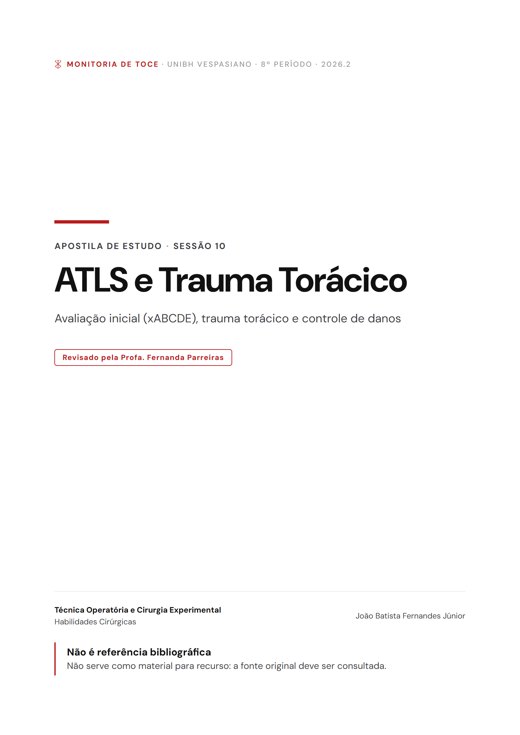 MONITORIA DE TOCE · UNIBH VESPASIANO · 8º PERÍODO · 2026.2
APOSTILA DE ESTUDO · SESSÃO 10
ATLS e Trauma Torácico
Avaliação inicial (xABCDE), trauma torácico e controle de danos
Revisado pela Profa. Fernanda Parreiras
Técnica Operatória e Cirurgia Experimental
Habilidades Cirúrgicas
João Batista Fernandes Júnior
Não é referência bibliográfica
Não serve como material para recurso: a fonte original deve ser consultada.